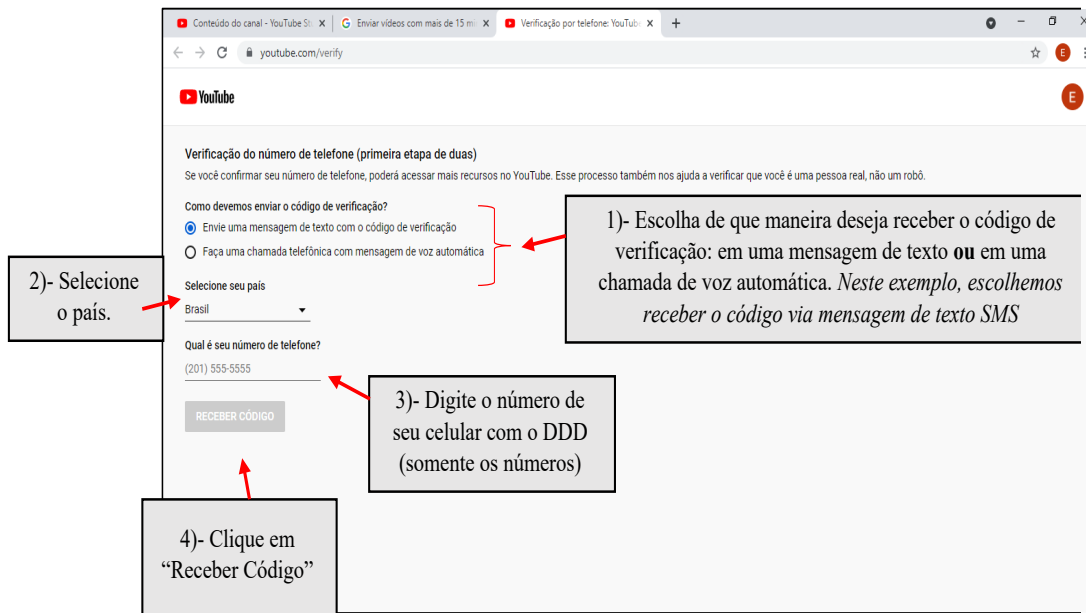 Conteúdo do canal - YouTube St
Enviar vídeos com mais de 15 mi
Verificação por telefone: YouTube
youtube.com/verify
E
YouTube
E
Verificação do número de telefone (primeira etapa de duas)
Se você confirmar seu número de telefone, poderá acessar mais recursos no YouTube. Esse processo também nos ajuda a verificar que você é uma pessoa real, não um robô.
Como devemos enviar o código de verificação?
Envie uma mensagem de texto com o código de verificação
Faça uma chamada telefônica com mensagem de voz automática
1)- Escolha de que maneira deseja receber o código de
verificação: em uma mensagem de texto ou em uma
chamada de voz automática. Neste exemplo, escolhemos
receber o código via mensagem de texto SMS
2)- Selecione
o país.
Selecione seu país
Brasil
Qual é seu número de telefone?
(201) 555-5555
3)- Digite o número de
seu celular com o DDD
(somente os números)
RECEBER CÓDIGO
4)- Clique em
“Receber Código”